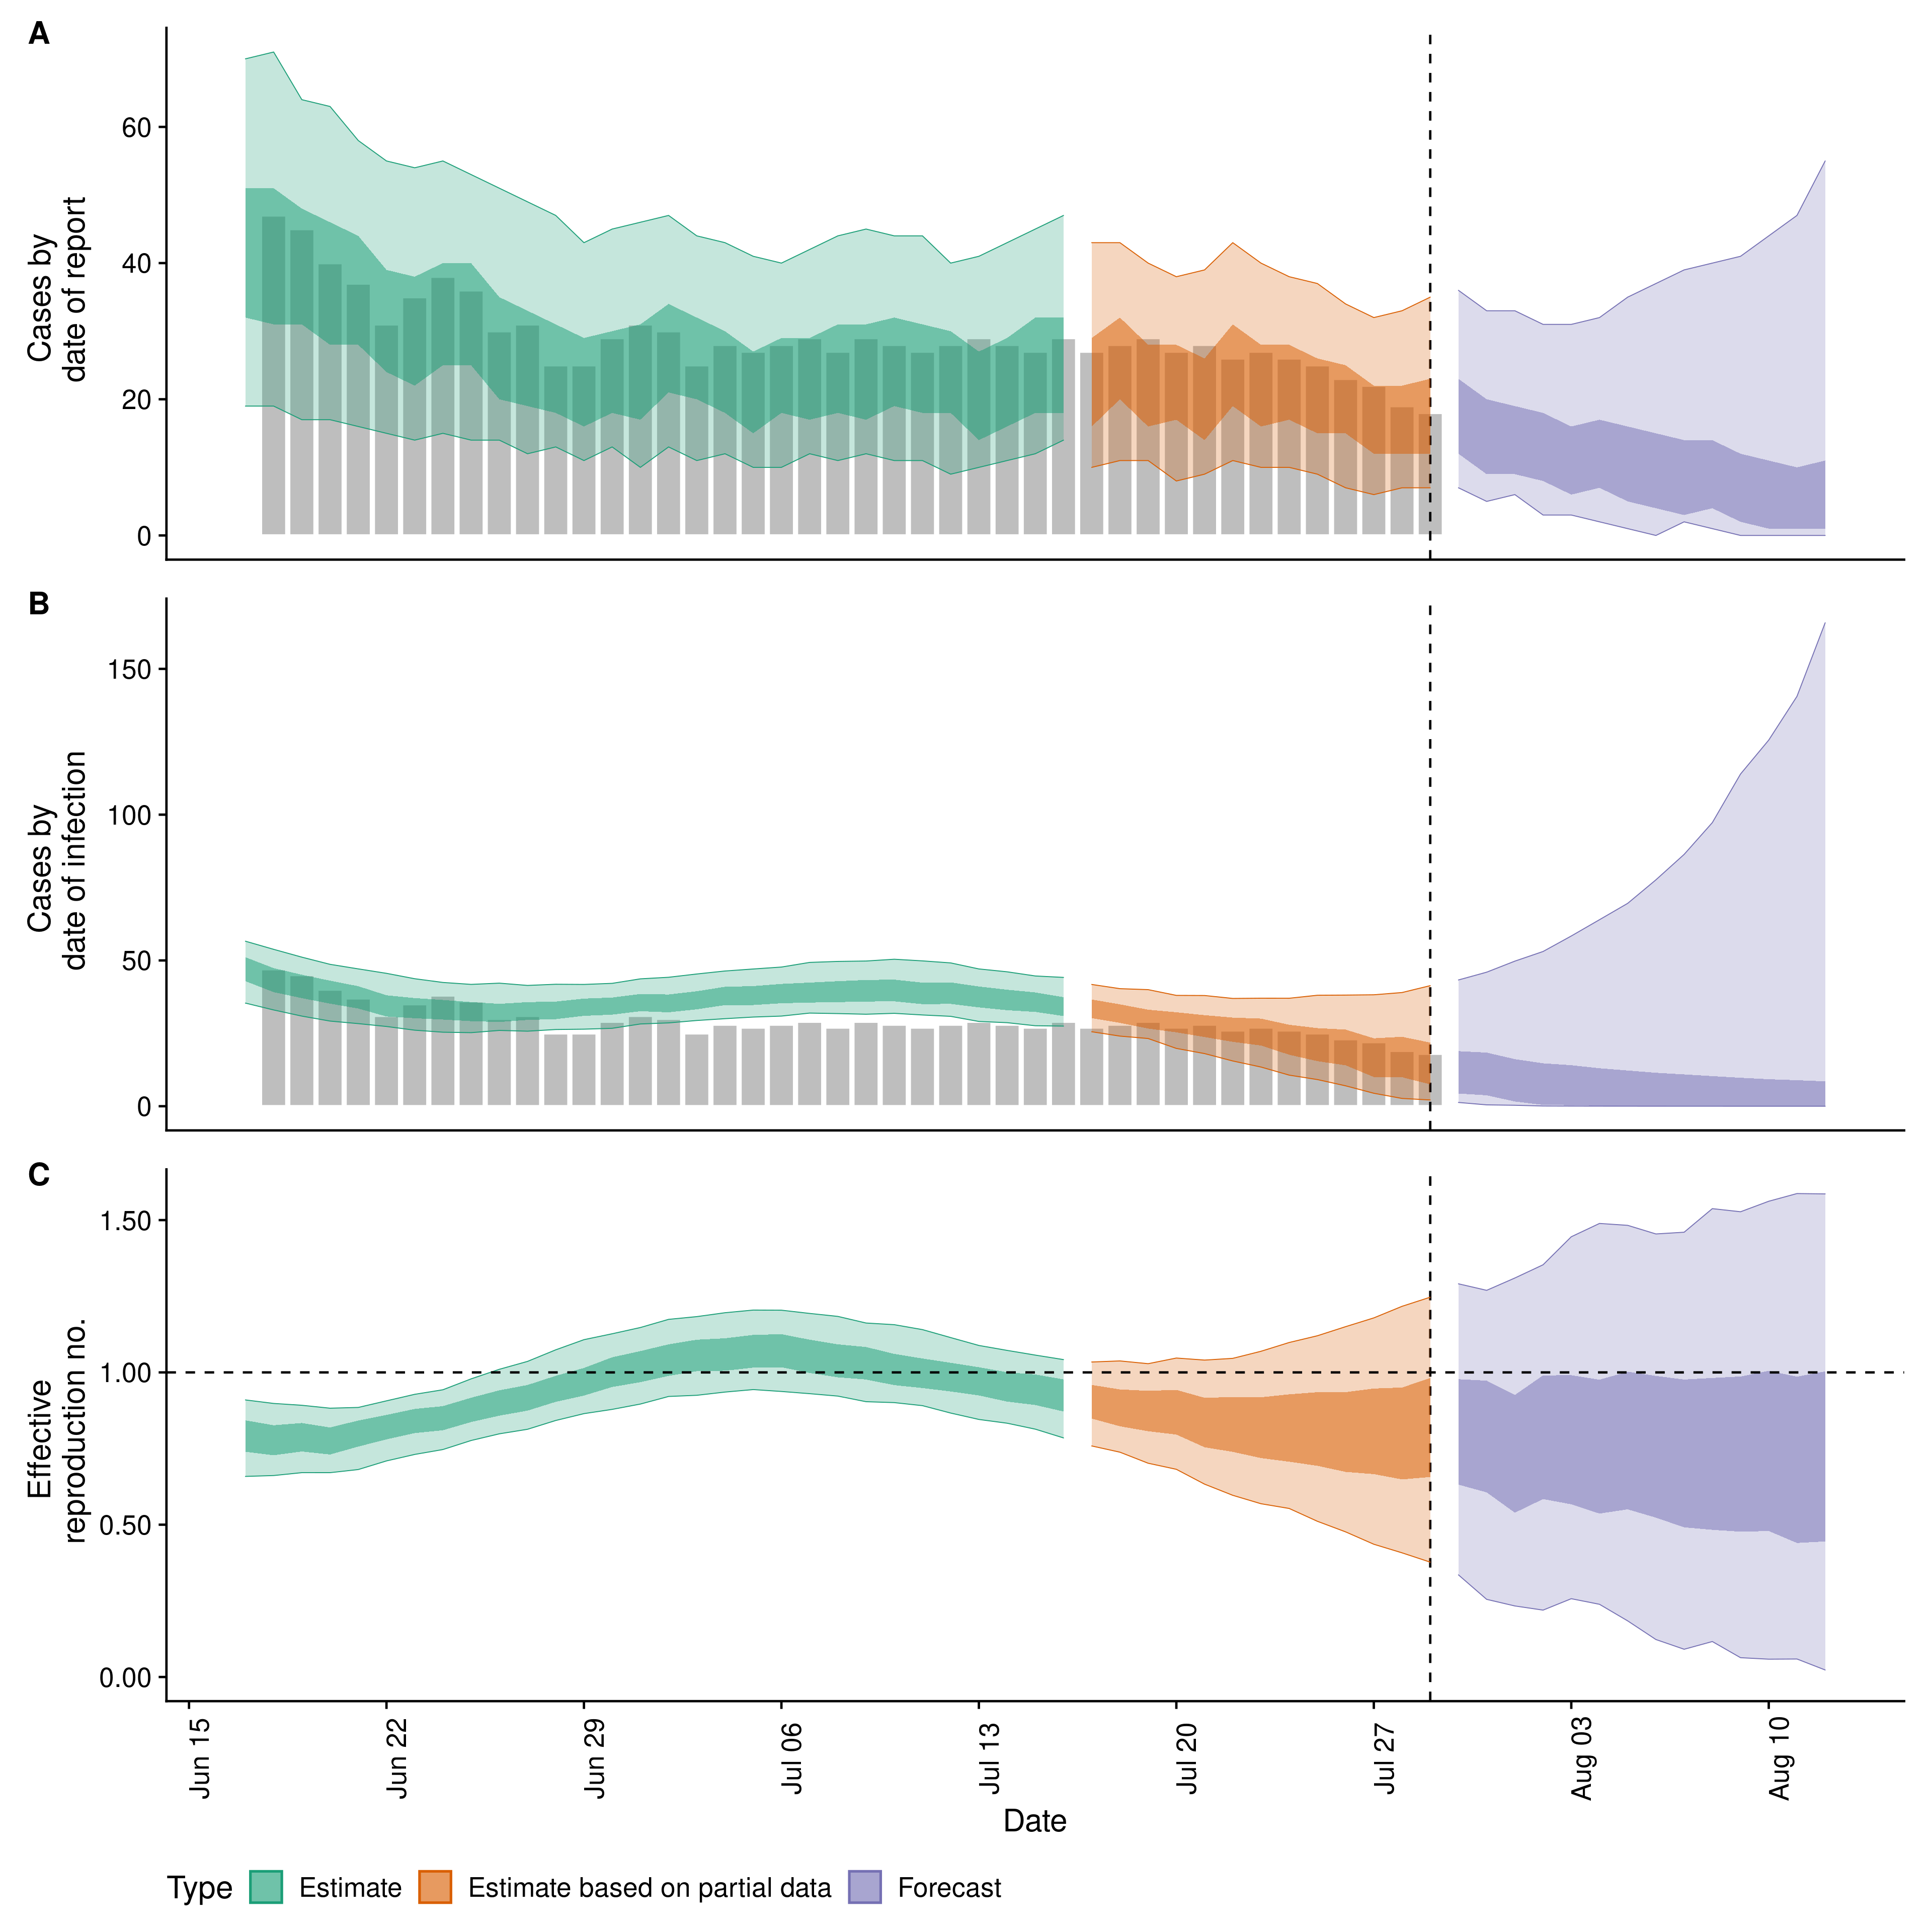 A
Cases by
date of report
60
40
20
0
B
Cases by
date of infection
150
100
50
0
C
Effective
reproduction no.
1.50
1.00
0.50
0.00
Jun 15
Jun 22
Jun 29
Jul 06
Jul 13
Jul 20
Jul 27
Aug 03
Aug 10
Date
Type Estimate Estimate based on partial data Forecast